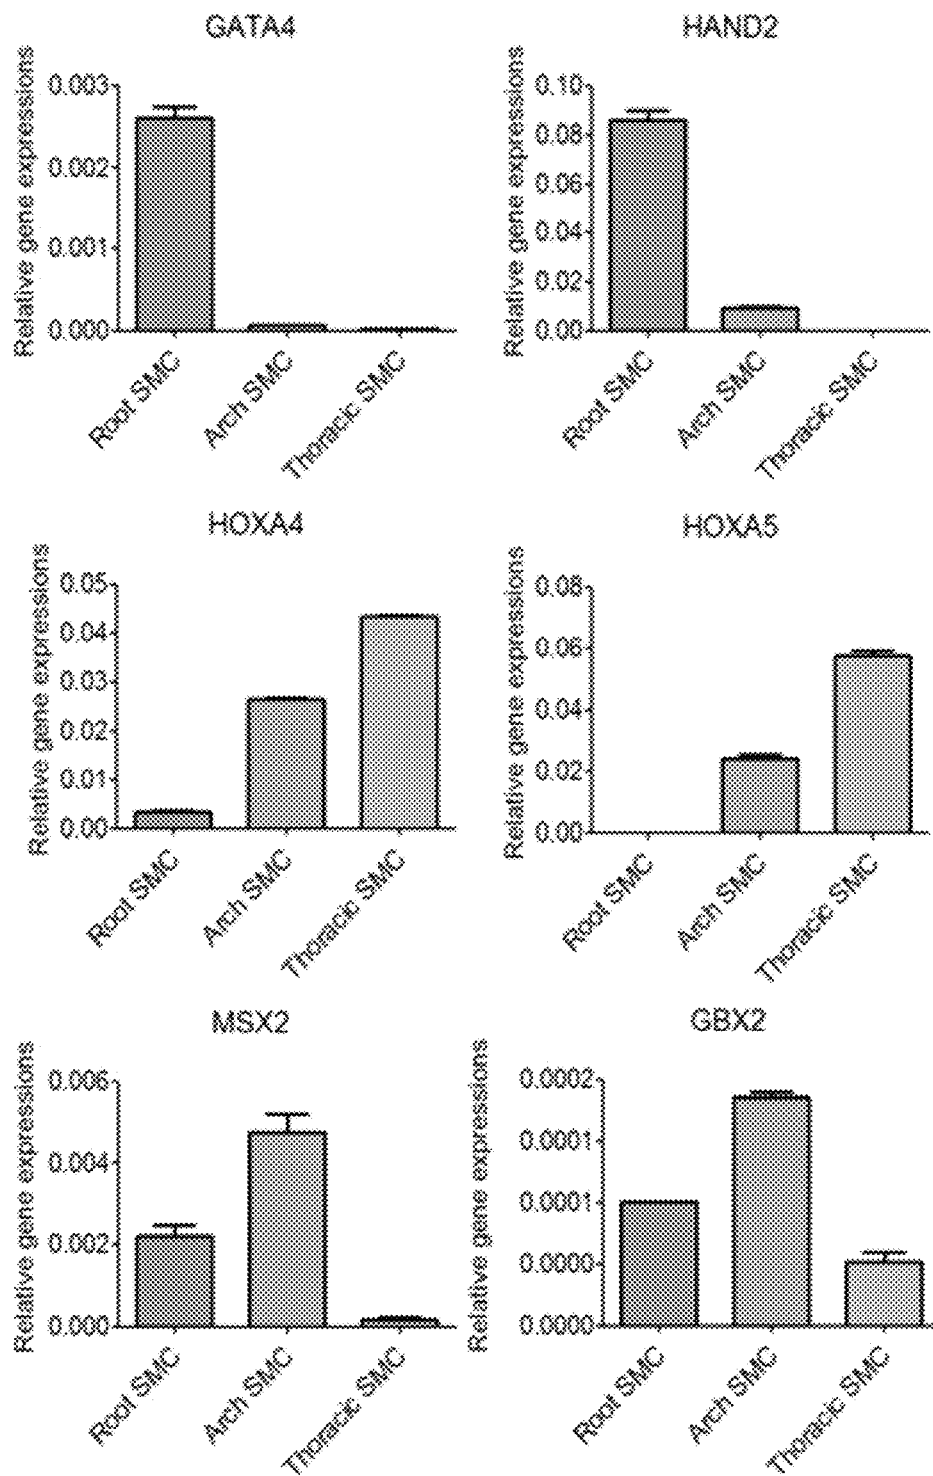 GATA4
Relative gene expressions
0.003
0.002
0.001
0.000
Root SMC
Arch SMC
Thoracic SMC
HAND2
Relative gene expressions
0.10
0.08
0.06
0.04
0.02
0.00
Root SMC
Arch SMC
Thoracic SMC
HOXA4
Relative gene expressions
0.05
0.04
0.03
0.02
0.01
0.00
Root SMC
Arch SMC
Thoracic SMC
HOXA5
Relative gene expressions
0.08
0.06
0.04
0.02
0.00
Root SMC
Arch SMC
Thoracic SMC
MSX2
Relative gene expressions
0.006
0.004
0.002
0.000
Root SMC
Arch SMC
Thoracic SMC
GBX2
Relative gene expressions
0.0002
0.0001
0.0001
0.0000
0.0000
Root SMC
Arch SMC
Thoracic SMC